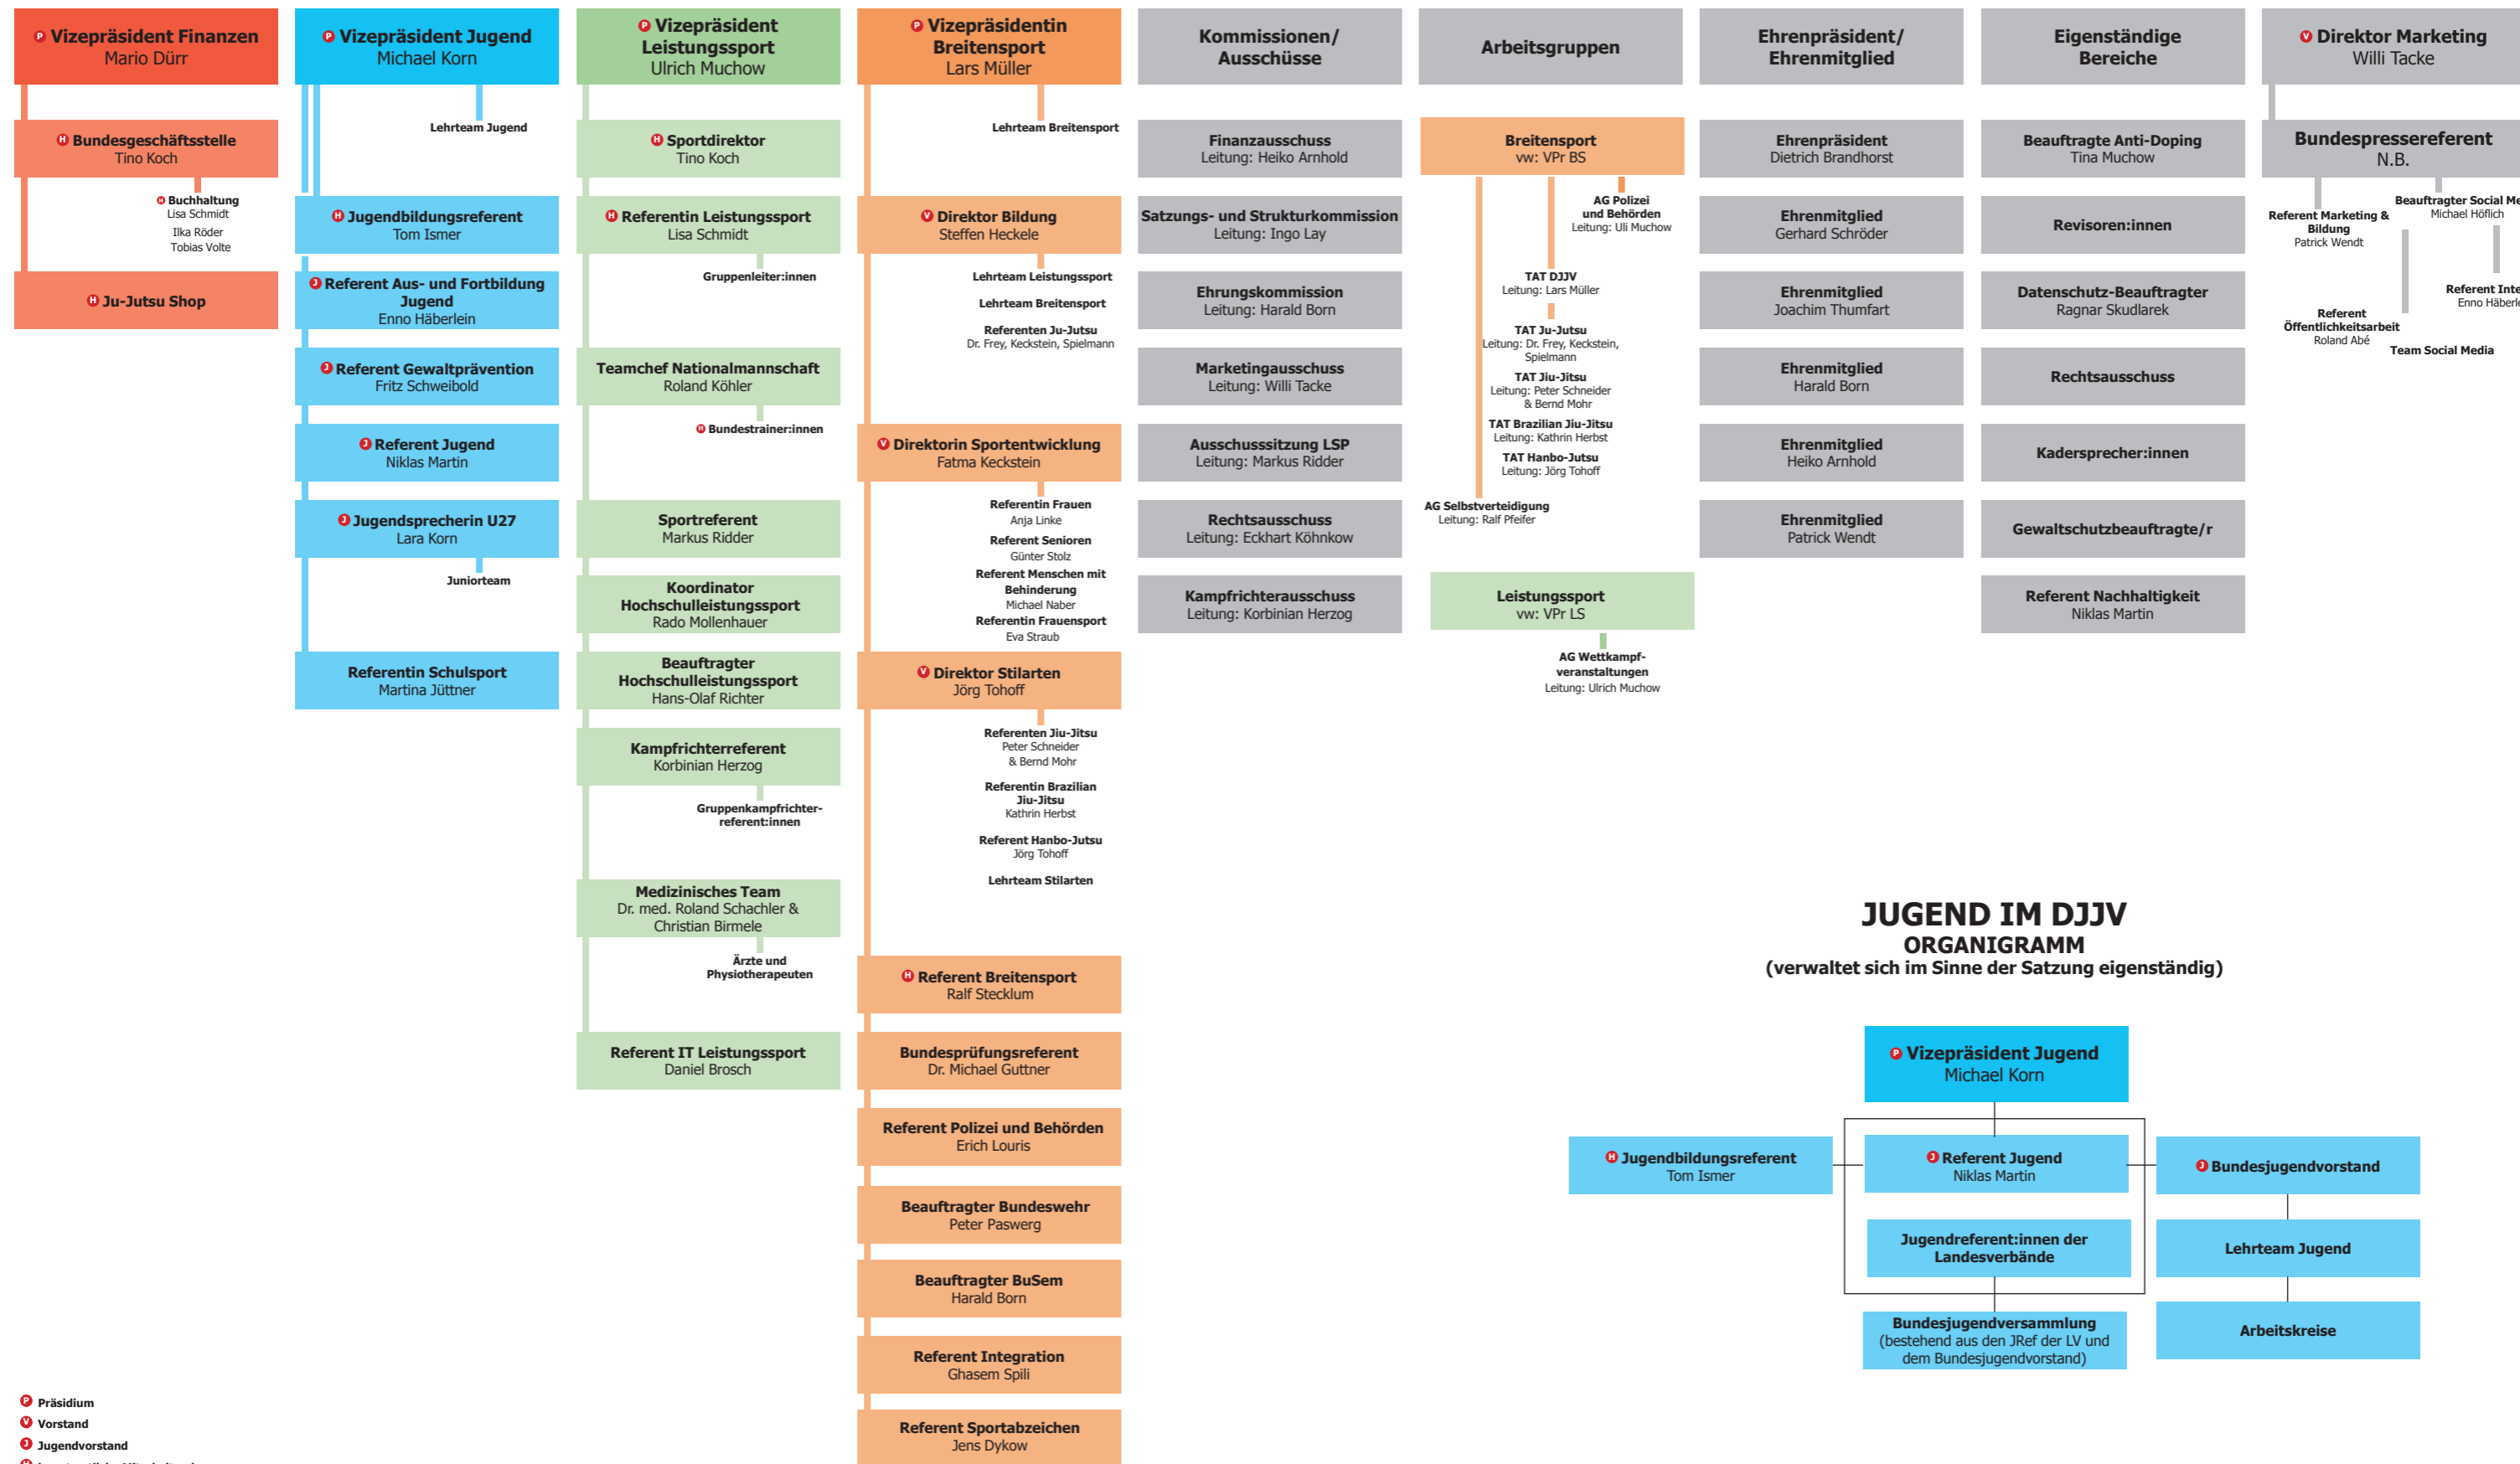 P Vizepräsident Finanzen
Mario Dürr
H Bundesgeschäftsstelle
Tino Koch
H Buchhaltung
Lisa Schmidt
Ilka Röder
Tobias Volte
H Ju-Jutsu Shop
P Vizepräsident Jugend
Michael Korn
Lehrteam Jugend
H Jugendbildungsreferent
Tom Ismer
J Referent Aus- und Fortbildung
Jugend
Enno Häberlein
J Referent Gewaltprävention
Fritz Schweibold
J Referent Jugend
Niklas Martin
J Jugendsprecherin U27
Lara Korn
Juniorteam
Referentin Schulsport
Martina Jüttner
P Vizepräsident
Leistungssport
Ulrich Muchow
H Sportdirektor
Tino Koch
H Referentin Leistungssport
Lisa Schmidt
Gruppenleiter:innen
Teamchef Nationalmannschaft
Roland Köhler
H Bundestrainer:innen
Sportreferent
Markus Ridder
Koordinator
Hochschulleistungssport
Rado Mollenhauer
Beauftragter
Hochschulleistungssport
Hans-Olaf Richter
Kampfrichterreferent
Korbinian Herzog
Gruppenkampfrichter-
referent:innen
Medizinisches Team
Dr. med. Roland Schachler &
Christian Birmele
Ärzte und
Physiotherapeuten
Referent IT Leistungssport
Daniel Brosch
P Vizepräsidentin
Breitensport
Lars Müller
Lehrteam Breitensport
V Direktor Bildung
Steffen Heckele
Lehrteam Leistungssport
Lehrteam Breitensport
Referenten Ju-Jutsu
Dr. Frey, Keckstein, Spielmann
V Direktorin Sportentwicklung
Fatma Keckstein
Referentin Frauen
Anja Linke
Referent Senioren
Günter Stolz
Referent Menschen mit
Behinderung
Michael Naber
Referentin Frauensport
Eva Straub
V Direktor Stilarten
Jörg Tohoff
Referenten Jiu-Jitsu
Peter Schneider
& Bernd Mohr
Referentin Brazilian
Jiu-Jitsu
Kathrin Herbst
Referent Hanbo-Jutsu
Jörg Tohoff
Lehrteam Stilarten
H Referent Breitensport
Ralf Stecklum
Bundesprüfungsreferent
Dr. Michael Guttner
Referent Polizei und Behörden
Erich Louris
Beauftragter Bundeswehr
Peter Paswerg
Beauftragter BuSem
Harald Born
Referent Integration
Ghasem Spili
Referent Sportabzeichen
Jens Dykow
Kommissionen/
Ausschüsse
Finanzausschuss
Leitung: Heiko Arnhold
Satzungs- und Strukturkommission
Leitung: Ingo Lay
Ehrungskommission
Leitung: Harald Born
Marketingausschuss
Leitung: Willi Tacke
Ausschusssitzung LSP
Leitung: Markus Ridder
Rechtsausschuss
Leitung: Eckhart Köhnkow
Kampfrichterausschuss
Leitung: Korbinian Herzog
Arbeitsgruppen
Breitensport
vw: VPr BS
AG Polizei
und Behörden
Leitung: Uli Muchow
TAT DJJV
Leitung: Lars Müller
TAT Ju-Jutsu
Leitung: Dr. Frey, Keckstein,
Spielmann
TAT Jiu-Jitsu
Leitung: Peter Schneider
& Bernd Mohr
TAT Brazilian Jiu-Jitsu
Leitung: Kathrin Herbst
TAT Hanbo-Jutsu
Leitung: Jörg Tohoff
AG Selbstverteidigung
Leitung: Ralf Pfeifer
Leistungssport
vw: VPr LS
AG Wettkampf-
veranstaltungen
Leitung: Ulrich Muchow
Ehrenpräsident/
Ehrenmitglied
Ehrenpräsident
Dietrich Brandhorst
Ehrenmitglied
Gerhard Schröder
Ehrenmitglied
Joachim Thumfart
Ehrenmitglied
Harald Born
Ehrenmitglied
Heiko Arnhold
Ehrenmitglied
Patrick Wendt
Eigenständige
Bereiche
Beauftragte Anti-Doping
Tina Muchow
Revisoren:innen
Datenschutz-Beauftragter
Ragnar Skudlarek
Rechtsausschuss
Kadersprecher:innen
Gewaltschutzbeauftragte/r
Referent Nachhaltigkeit
Niklas Martin
V Direktor Marketing
Willi Tacke
Bundespressereferent
N.B.
Beauftragter Social Me
Michael Höflich
Referent Marketing &
Bildung
Patrick Wendt
Referent Inte
Enno Häberle
Referent
Öffentlichkeitsarbeit
Roland Abé
Team Social Media
JUGEND IM DJJV
ORGANIGRAMM
(verwaltet sich im Sinne der Satzung eigenständig)
P Vizepräsident Jugend
Michael Korn
H Jugendbildungsreferent
Tom Ismer
J Referent Jugend
Niklas Martin
J Bundesjugendvorstand
Jugendreferent:innen der
Landesverbände
Lehrteam Jugend
Bundesjugendversammlung
(bestehend aus den JRef der LV und
dem Bundesjugendvorstand)
Arbeitskreise
P Präsidium
V Vorstand
J Jugendvorstand